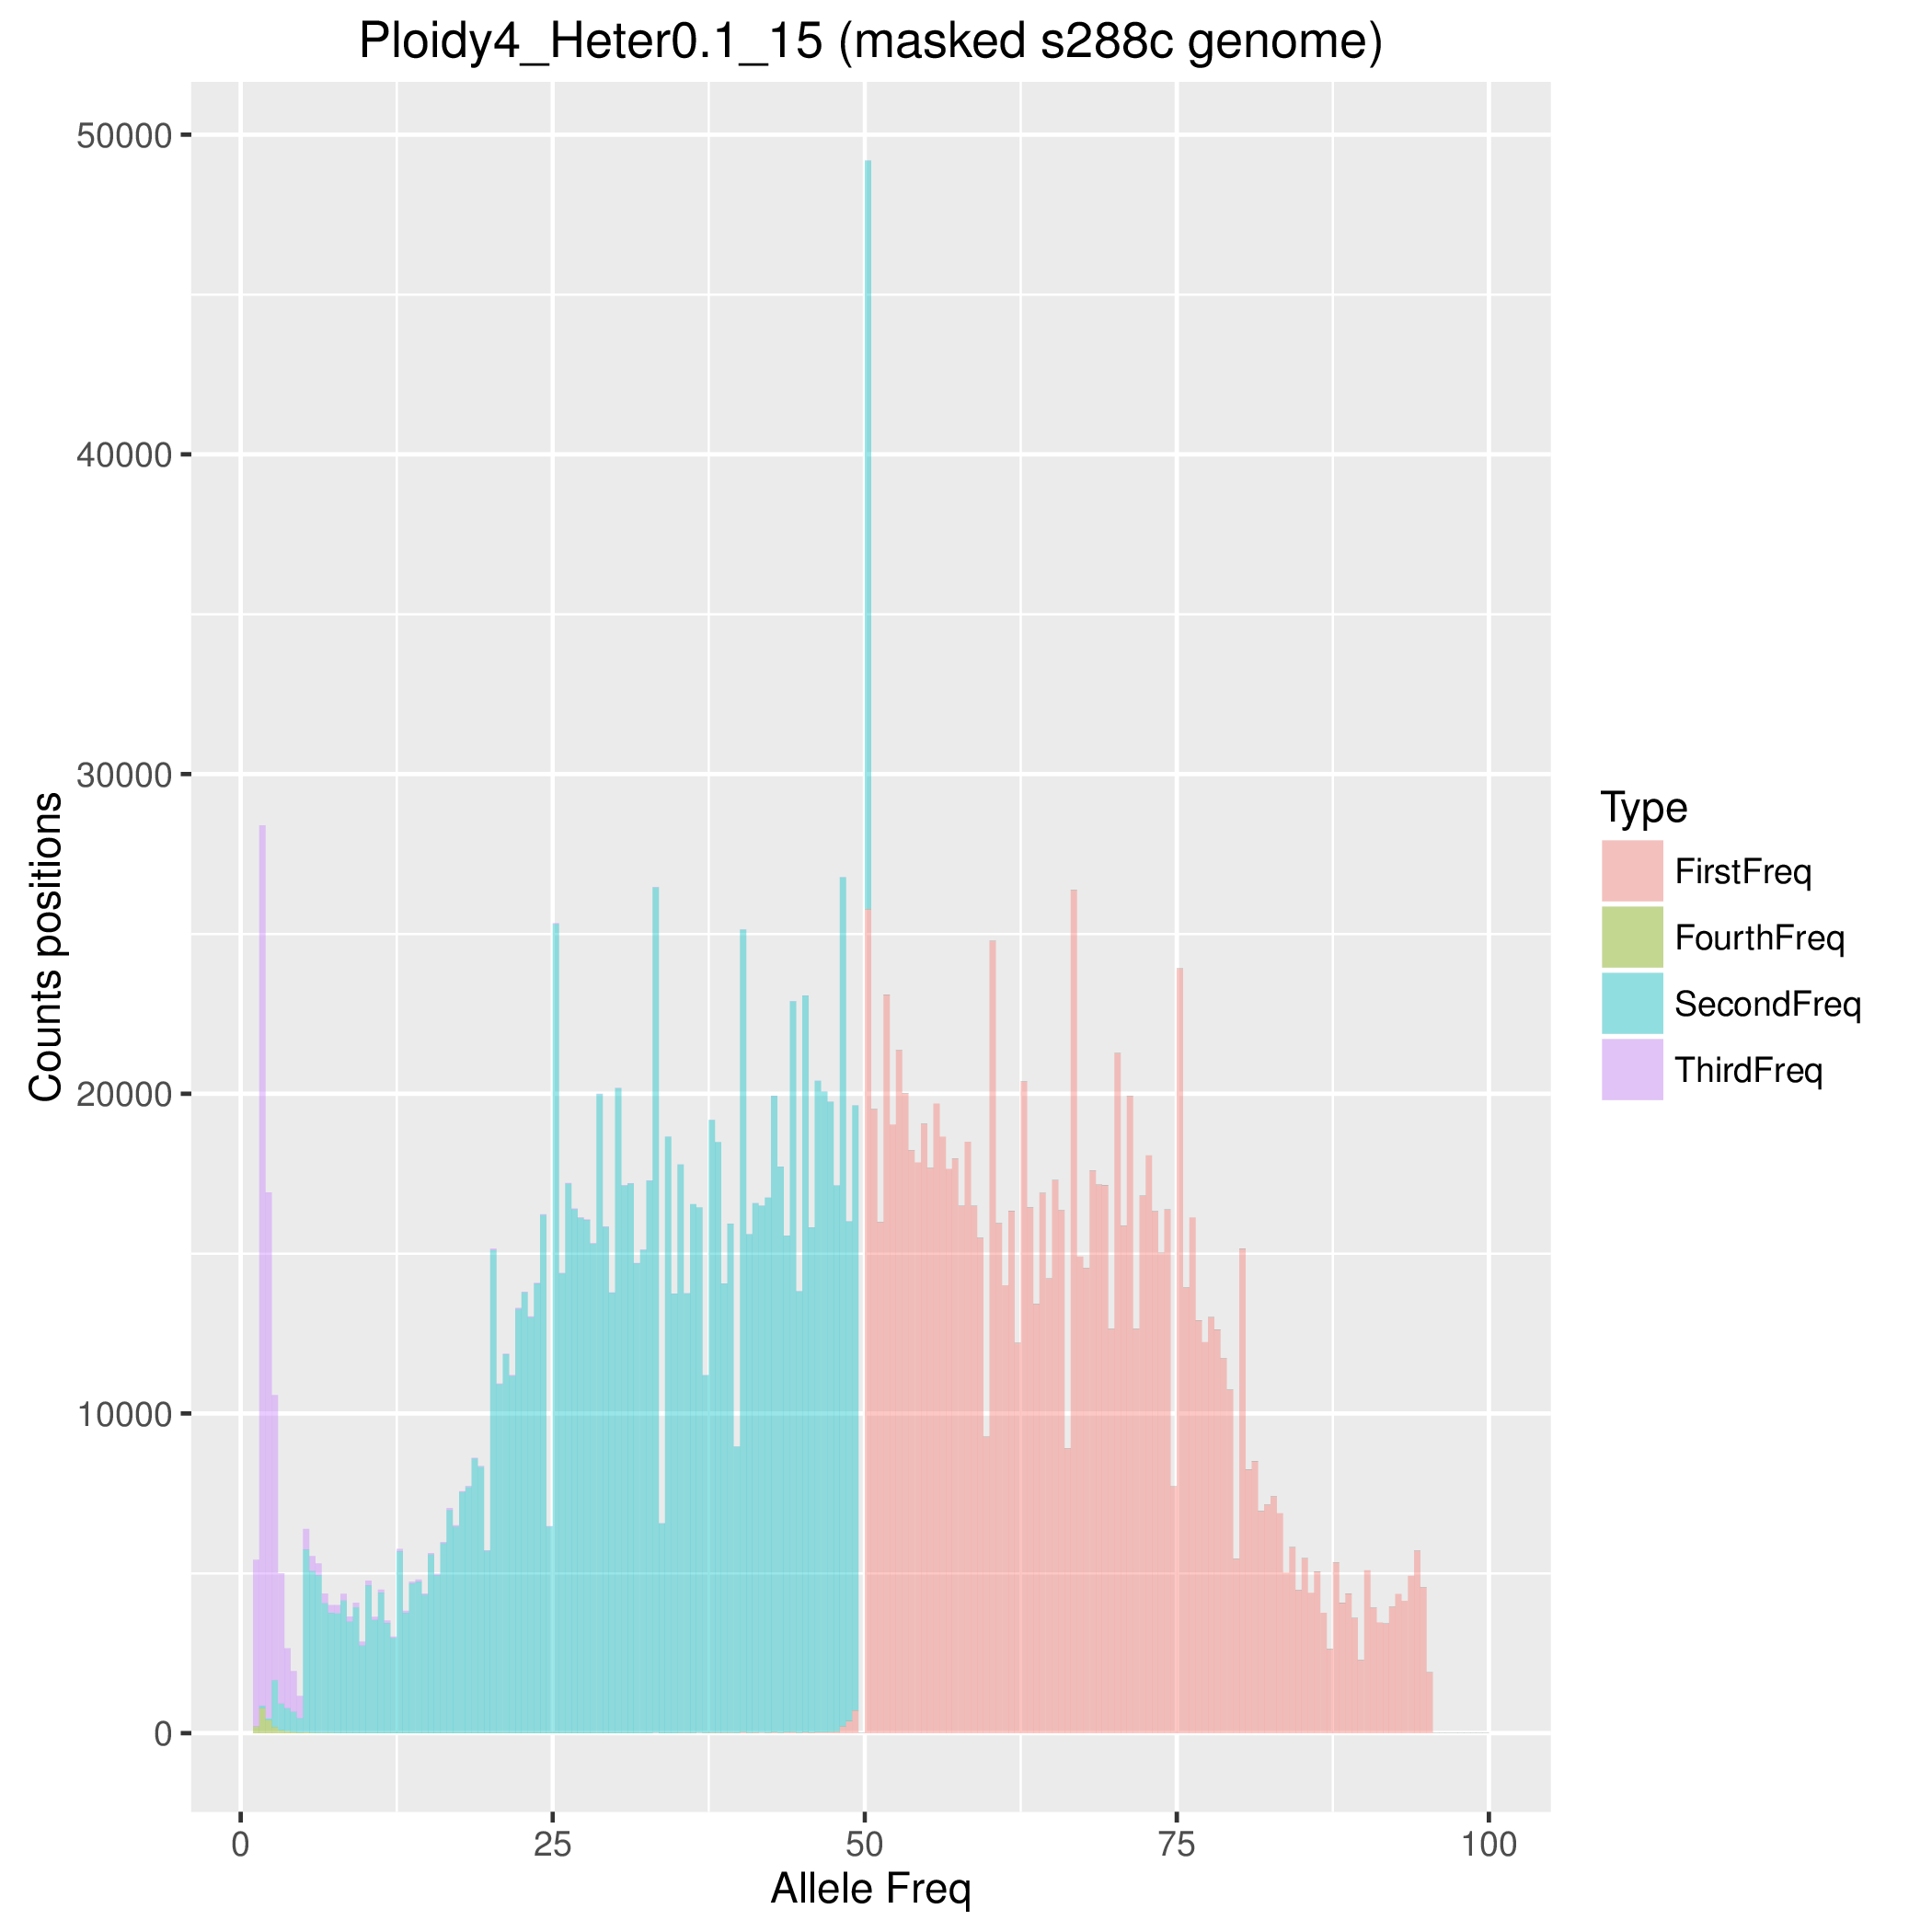 Ploidy4_Heter0.1_15 (masked s288c genome)
50000
40000
30000
20000
10000
0
Counts positions
0 25 50 75 100
Allele Freq
Type
FirstFreq
FourthFreq
SecondFreq
ThirdFreq